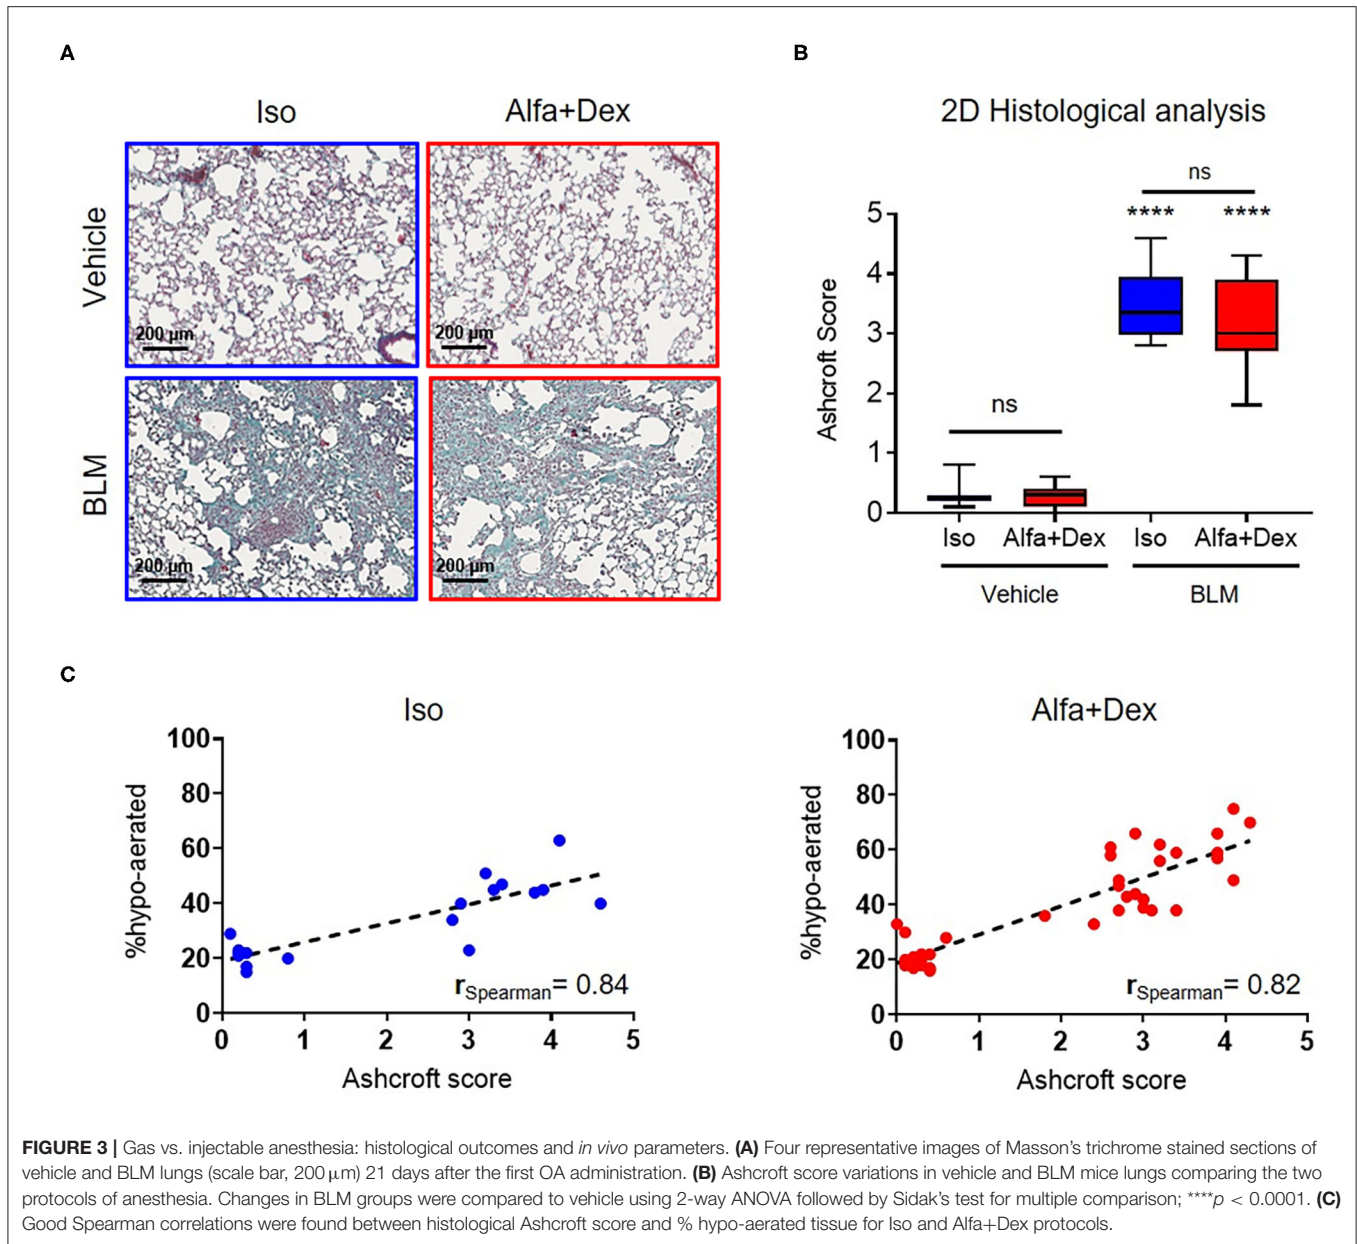 A
Iso
Alfa+Dex
Vehicle
200 µm
200 µm
BLM
200 µm
200 µm
B
2D Histological analysis
ns
**** ****
5
4
3
2
1
0
Ashcroft Score
ns
Iso Alfa+Dex Iso Alfa+Dex
Vehicle BLM
C
Iso
100
80
60
40
20
0
%hypo-aerated
rSpearman= 0.84
0 1 2 3 4 5
Ashcroft score
Alfa+Dex
100
80
60
40
20
0
%hypo-aerated
rSpearman= 0.82
0 1 2 3 4 5
Ashcroft score
FIGURE 3 | Gas vs. injectable anesthesia: histological outcomes and in vivo parameters. (A) Four representative images of Masson's trichrome stained sections of
vehicle and BLM lungs (scale bar, 200 µm) 21 days after the first OA administration. (B) Ashcroft score variations in vehicle and BLM mice lungs comparing the two
protocols of anesthesia. Changes in BLM groups were compared to vehicle using 2-way ANOVA followed by Sidak's test for multiple comparison; ****p < 0.0001. (C)
Good Spearman correlations were found between histological Ashcroft score and % hypo-aerated tissue for Iso and Alfa+Dex protocols.